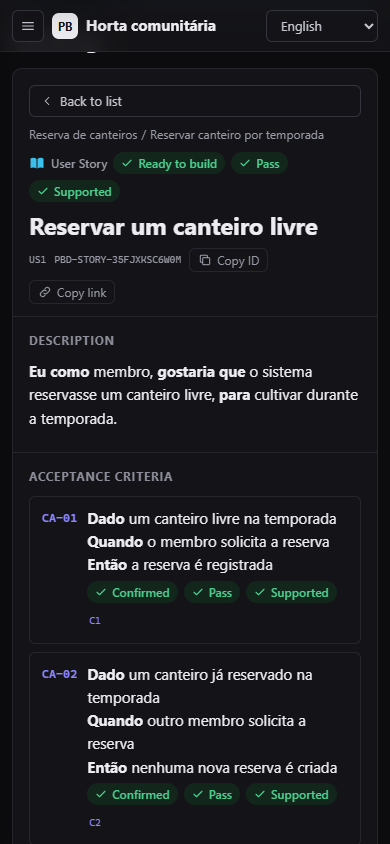 PB Horta comunitária English
Back to list
Reserva de canteiros / Reservar canteiro por temporada
User Story Ready to build Pass
Supported
Reservar um canteiro livre
US1 PBD-STORY-35FJXKSC6W0M Copy ID
Copy link
DESCRIPTION
Eu como membro, gostaria que o sistema
reservasse um canteiro livre, para cultivar durante
a temporada.
ACCEPTANCE CRITERIA
CA-01 Dado um canteiro livre na temporada
Quando o membro solicita a reserva
Então a reserva é registrada
Confirmed Pass Supported
C1
CA-02 Dado um canteiro já reservado na
temporada
Quando outro membro solicita a
reserva
Então nenhuma nova reserva é criada
Confirmed Pass Supported
C2